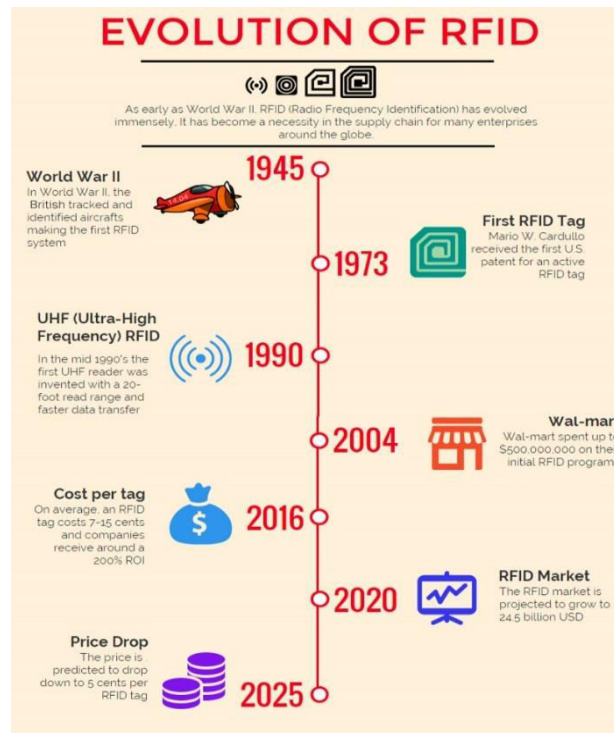 EVOLUTION OF RFID
As early as World War II, RFID (Radio Frequency Identification) has evolved
immensely, It has become a necessity in the supply chain for many enterprises
around the globe.
1945
World War II
In World War II, the
British tracked and
identified aircrafts
making the first RFID
system
14.04
1973
First RFID Tag
Mario W. Cardullo
received the first U.S.
patent for an active
RFID tag
UHF (Ultra-High
Frequency) RFID
In the mid 1990's the
first UHF reader was
invented with a 20-
foot read range and
faster data transfer
1990
2004
Wal-mar
Wal-mart spent up to
$500,000,000 on thei
initial RFID program
Cost per tag
On average, an RFID
tag costs 7-15 cents
and companies
receive around a
200% ROI
$
2016
2020
RFID Market
The RFID market is
projected to grow to
24.5 billion USD
Price Drop
The price is
predicted to drop
down to 5 cents per
RFID tag
2025